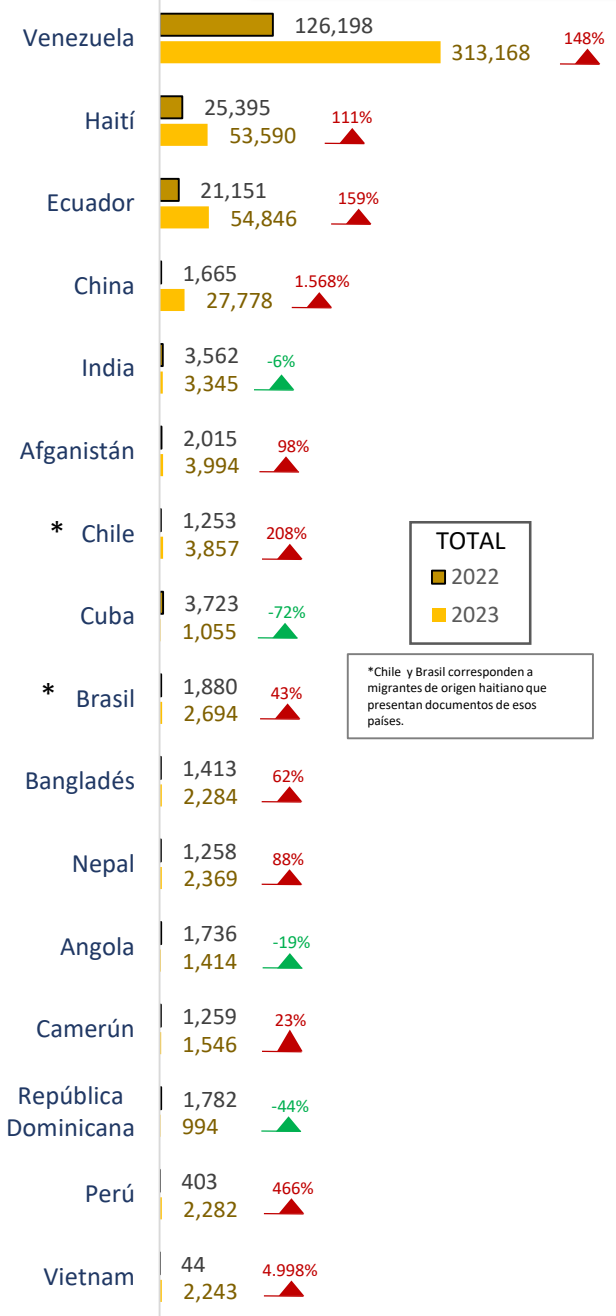 Venezuela
126,198
313,168
148%
Haití
25,395
53,590
111%
Ecuador
21,151
54,846
159%
China
1,665
27,778
1.568%
India
3,562
3,345
-6%
Afganistán
2,015
3,994
98%
* Chile
1,253
3,857
208%
Cuba
3,723
1,055
-72%
* Brasil
1,880
2,694
43%
Bangladés
1,413
2,284
62%
Nepal
1,258
2,369
88%
Angola
1,736
1,414
-19%
Camerún
1,259
1,546
23%
República
Dominicana
1,782
994
-44%
Perú
403
2,282
466%
Vietnam
44
2,243
4.998%
TOTAL
2022
2023
*Chile y Brasil corresponden a
migrantes de origen haitiano que
presentan documentos de esos
países.